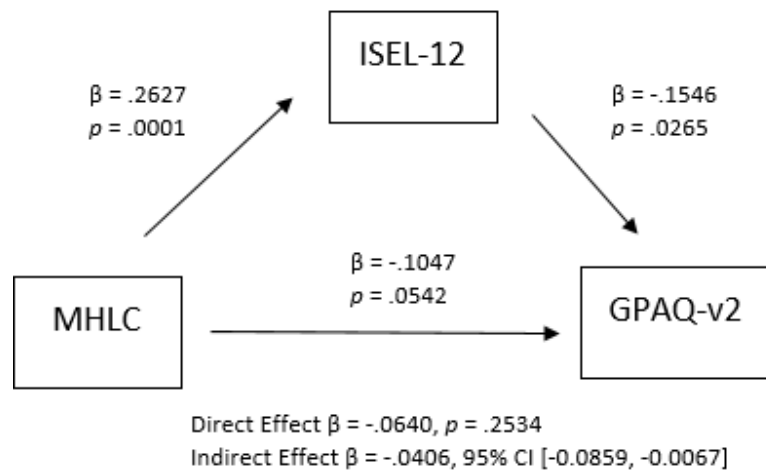 ISEL-12
β = .2627
p = .0001
β = -.1546
p = .0265
β = -.1047
p = .0542
MHLC
GPAQ-v2
Direct Effect β = -.0640, p = .2534
Indirect Effect β = -.0406, 95% CI [-0.0859, -0.0067]